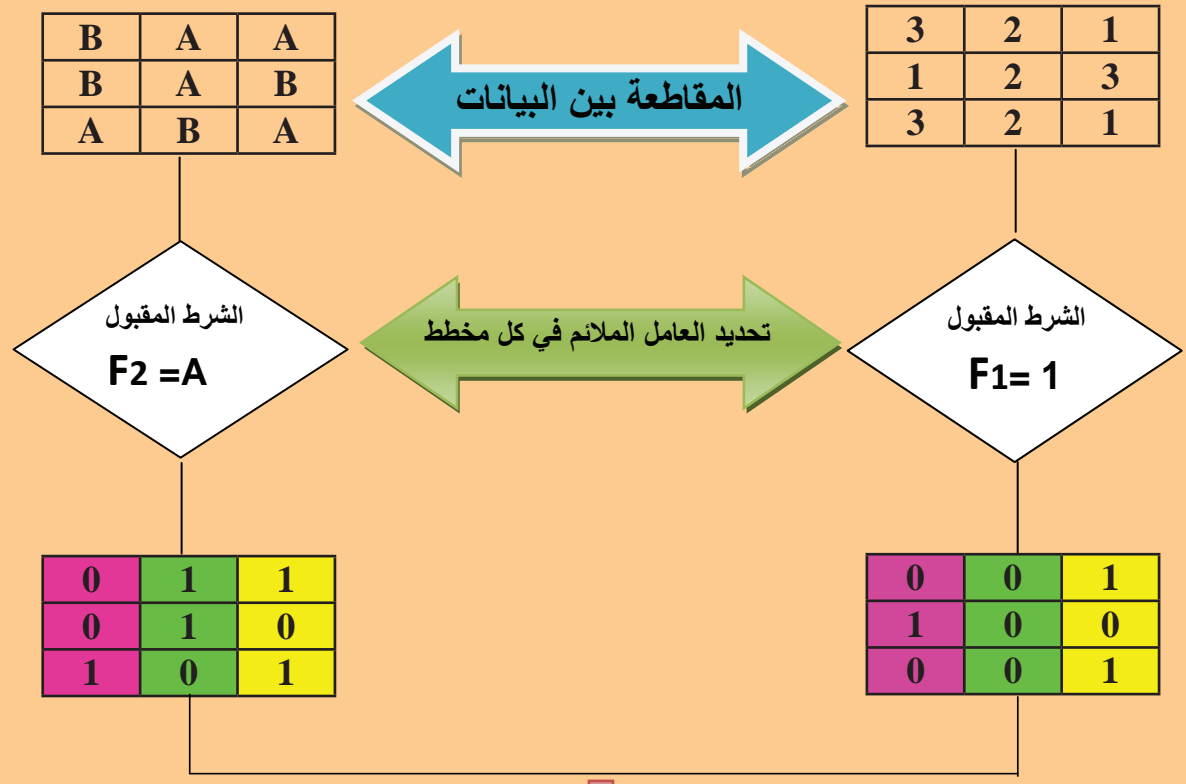 B A A
B A B
A B A
المقاطعة بين البيانات
3 2 1
1 2 3
3 2 1
الشرط المقبول
F2 =A
تحديد العامل الملائم في كل مخطط
الشرط المقبول
F1= 1
0 1 1
0 1 0
1 0 1
0 0 1
1 0 0
0 0 1